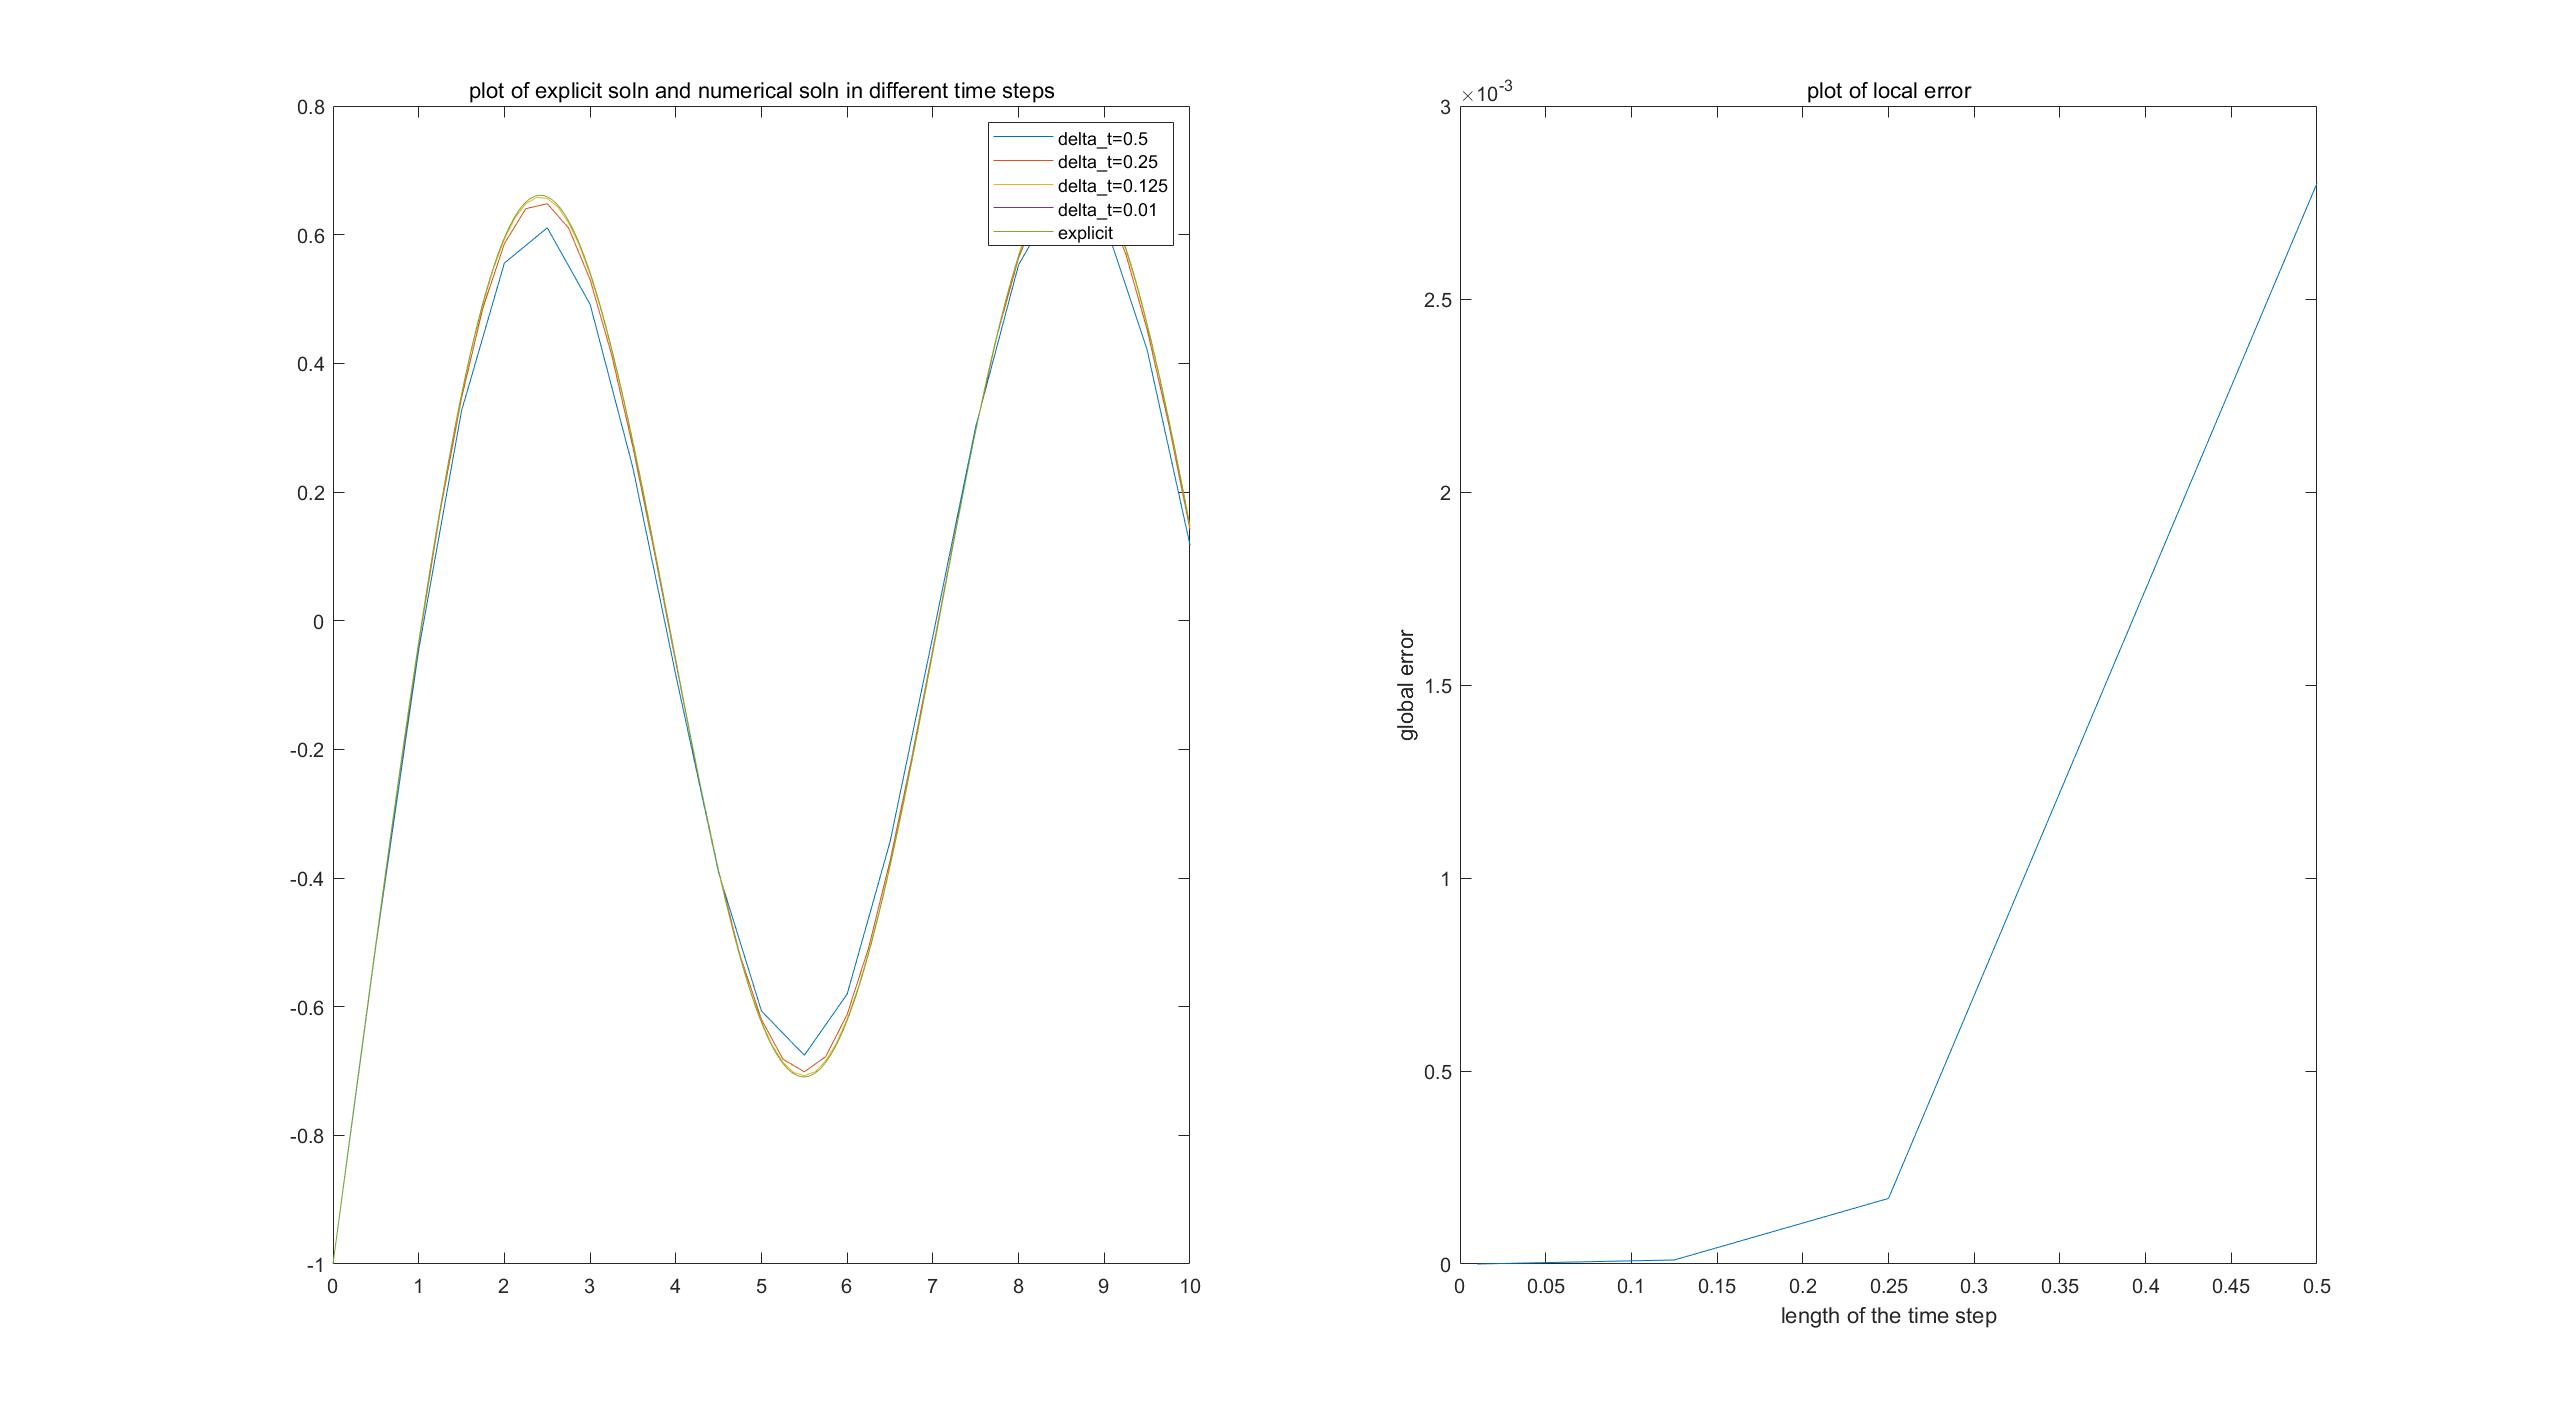 plot of explicit soln and numerical soln in different time steps
0.8
0.6
0.4
0.2
0
-0.2
-0.4
-0.6
-0.8
-1
0 1 2 3 4 5 6 7 8 9 10
delta_t=0.5
delta_t=0.25
delta_t=0.125
delta_t=0.01
explicit
plot of local error
×10-3
3
2.5
2
1.5
1
0.5
0
global error
0 0.05 0.1 0.15 0.2 0.25 0.3 0.35 0.4 0.45 0.5
length of the time step